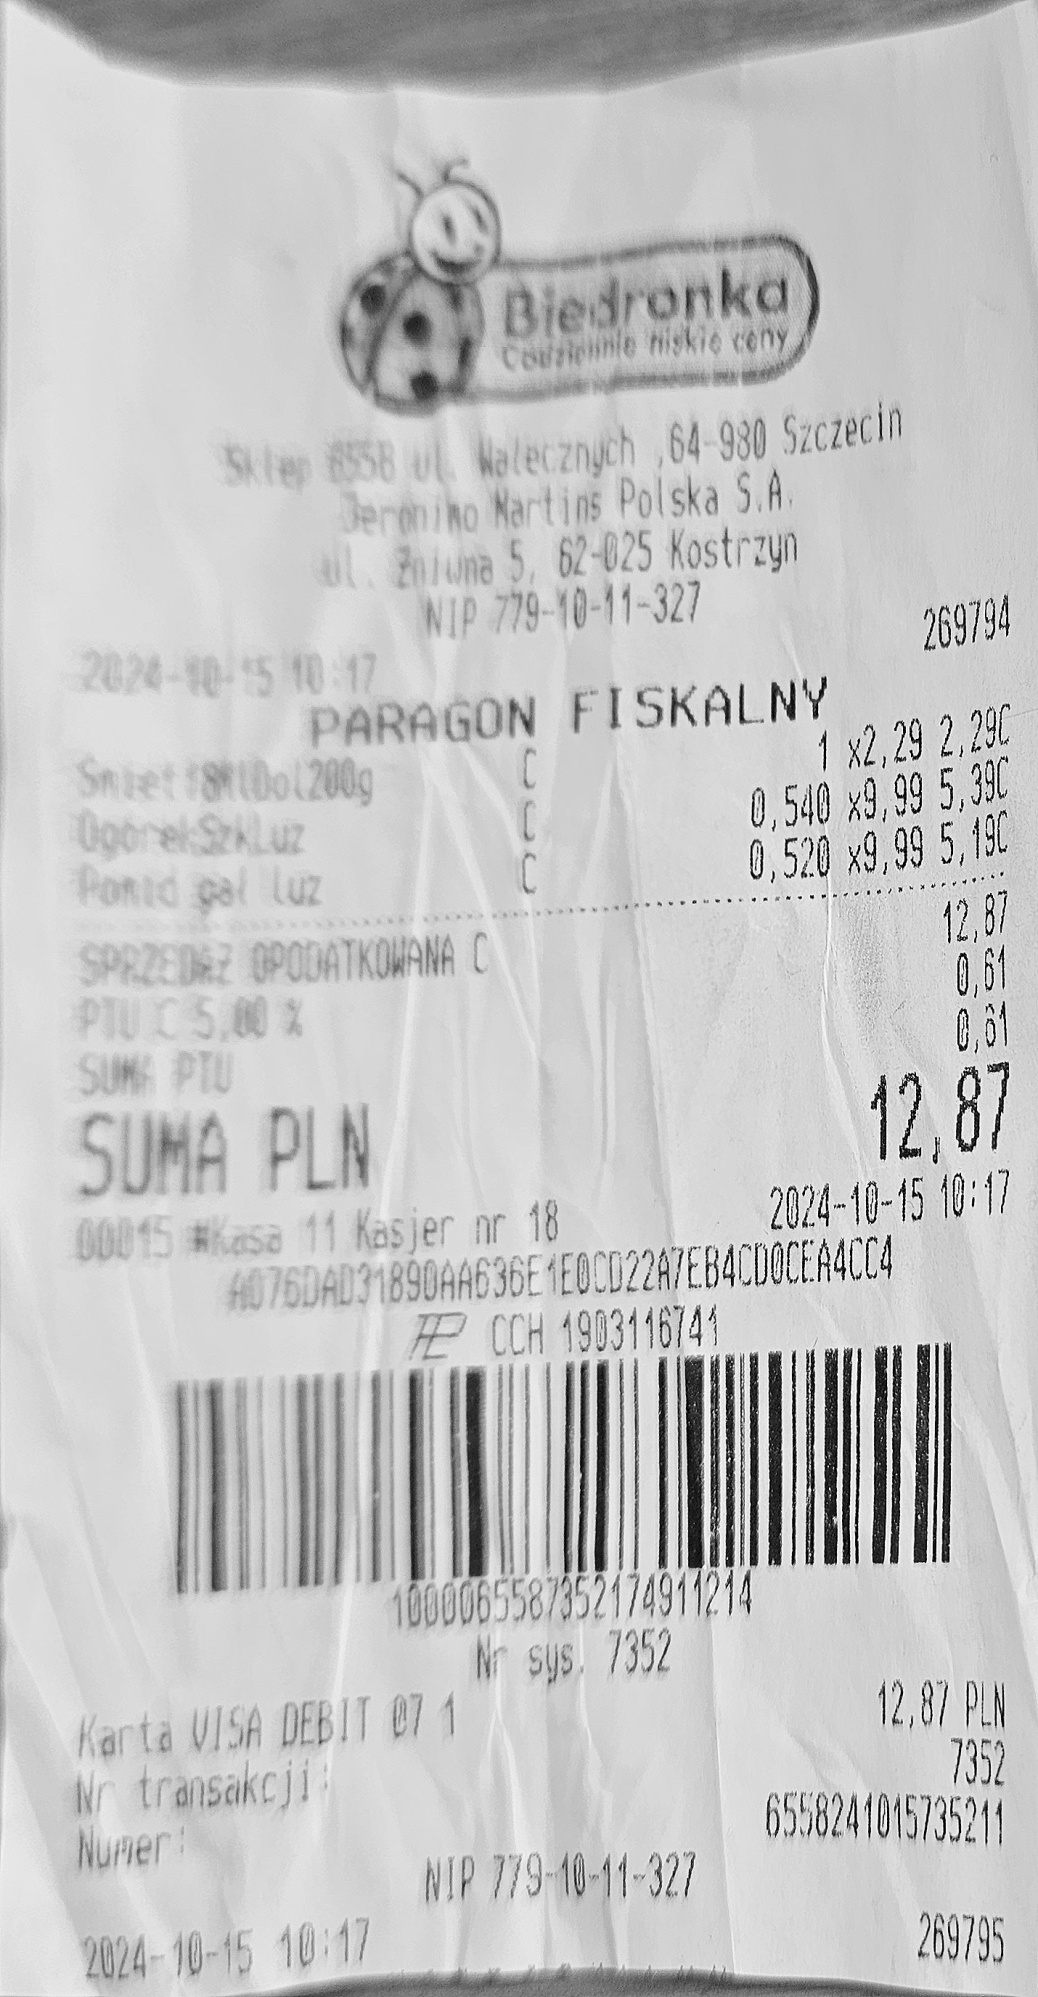 Biedronka
Codziennie niskie ceny
Sklep 6558 ul. Walecznych ,64-980 Szczecin
Jeronimo Martins Polska S.A.
ul. Żniwna 5, 62-025 Kostrzyn
NIP 779-10-11-327
2024-10-15 10:17 269794
PARAGON FISKALNY
200g C 1 x2,29 2,29C
OgórekSzkLuz C 0,540 x9,99 5,39C
Pomid gal luz C 0,520 x9,99 5,19C
SPRZEDAŻ OPODATKOWANA C 12,87
PTU C 5,00 % 0,61
SUMA PTU 0,61
SUMA PLN 12,87
00015 #Kasa 11 Kasjer nr 18 2024-10-15 10:17
A076DAD31890AA636E1E0CD22A7EB4CD0CEA4CC4
CCH 1903116741
1000065587352174911214
Nr sys. 7352
Karta VISA DEBIT 07 1 12,87 PLN
Nr transakcji: 7352
Numer: 6558241015735211
NIP 779-10-11-327
2024-10-15 10:17 269795